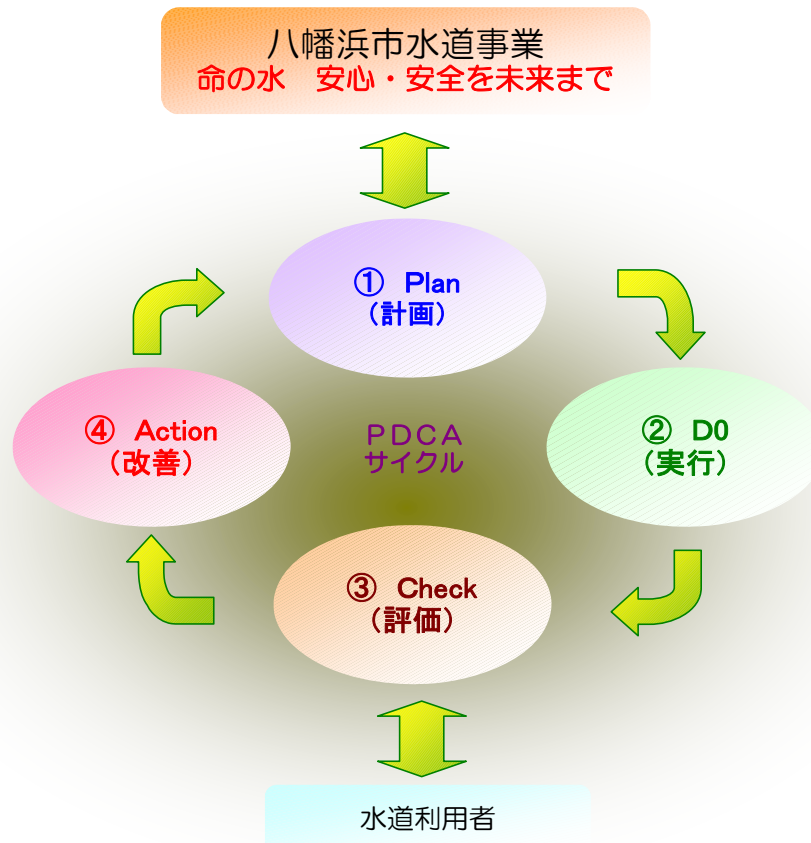 八幡浜市水道事業
命の水　安心・安全を未来まで
①　Plan
（計画）
②　D0
（実行）
③　Check
（評価）
④　Action
（改善）
ＰＤＣＡ
サイクル
水道利用者